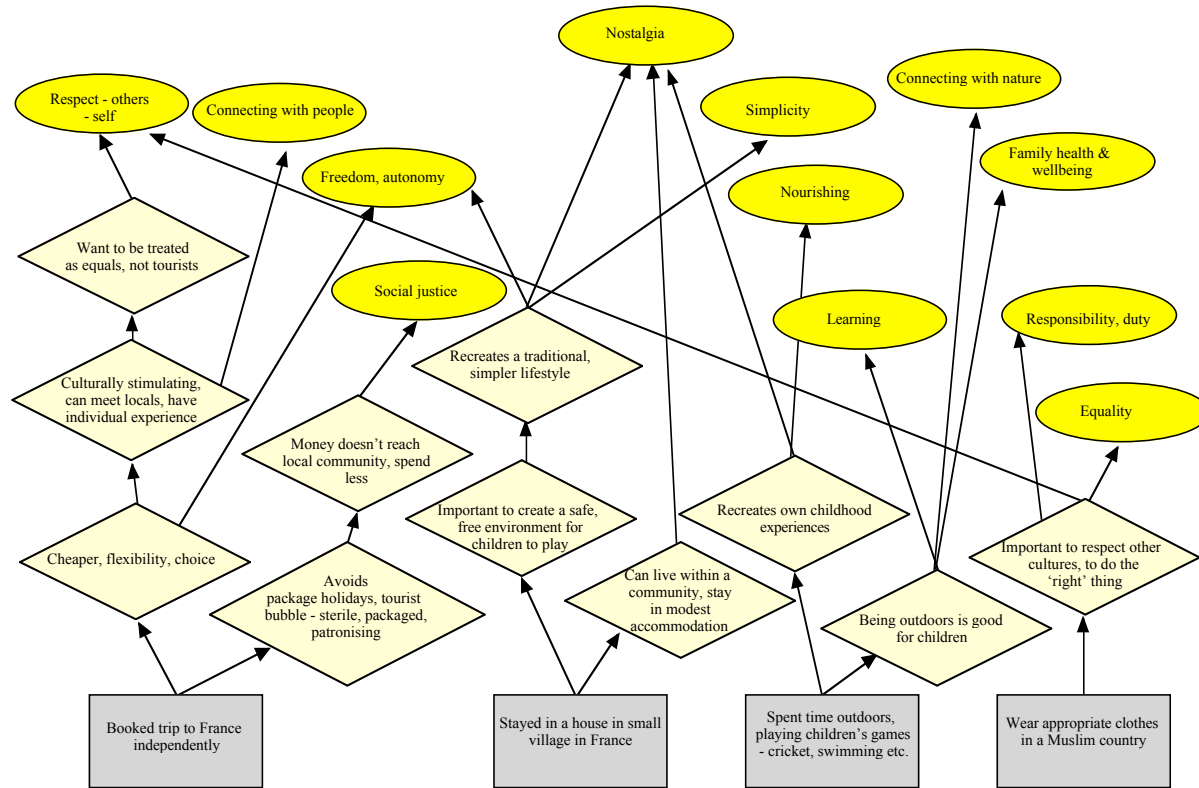 Nostalgia
Connecting with nature
Respect - others
- self
Connecting with people
Simplicity
Family health &
wellbeing
Freedom, autonomy
Nourishing
Want to be treated
as equals, not tourists
Social justice
Learning
Responsibility, duty
Recreates a traditional,
simpler lifestyle
Culturally stimulating,
can meet locals, have
individual experience
Equality
Money doesn’t reach
local community, spend
less
Important to create a safe,
free environment for
children to play
Recreates own childhood
experiences
Cheaper, flexibility, choice
Important to respect other
cultures, to do the
‘right’ thing
Avoids
package holidays, tourist
bubble - sterile, packaged,
patronising
Can live within a
community, stay
in modest
accommodation
Being outdoors is good
for children
Booked trip to France
independently
Stayed in a house in small
village in France
Spent time outdoors,
playing children’s games
- cricket, swimming etc.
Wear appropriate clothes
in a Muslim country